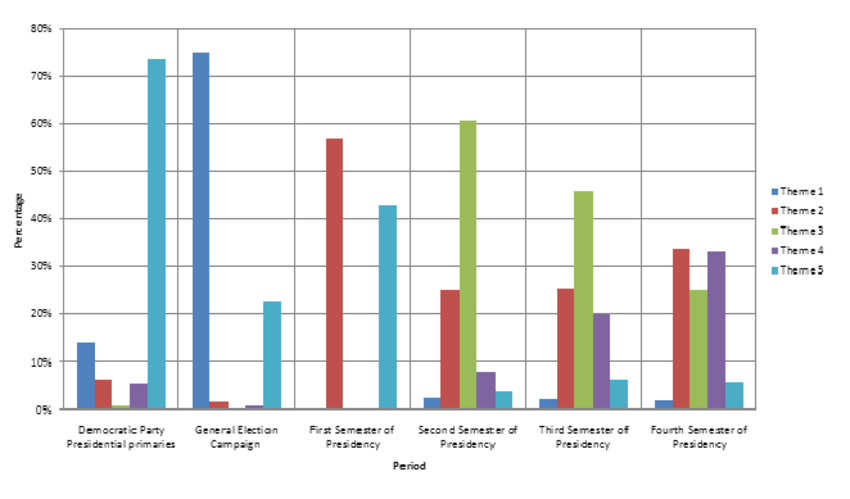 80%
70%
60%
50%
40%
30%
20%
10%
0%
Percentage
Democratic Party
Presidential primaries
General Election
Campaign
First Semester of
Presidency
Second Semester of
Presidency
Third Semester of
Presidency
Fourth Semester of
Presidency
Period
Theme 1
Theme 2
Theme 3
Theme 4
Theme 5